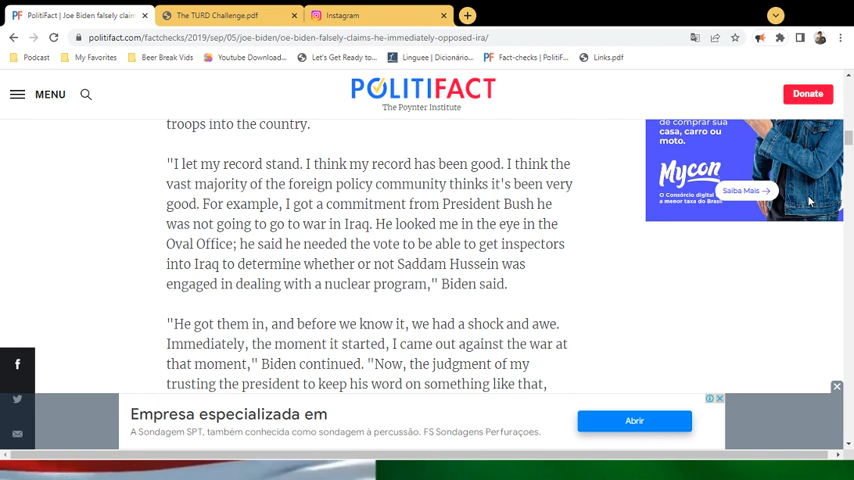 PolitiFact | Joe Biden falsely claim
The TURD Challenge.pdf
Instagram
politifact.com/factchecks/2019/sep/05/joe-biden/oe-biden-falsely-claims-he-immediately-opposed-ira/
Podcast
My Favorites
Beer Break Vids
Youtube Download...
Let's Get Ready to...
Linguee | Dicionário...
Fact-checks | PolitiF...
Links.pdf
MENU
POLITIFACT
The Poynter Institute
Donate
troops into the country.
"I let my record stand. I think my record has been good. I think the
vast majority of the foreign policy community thinks it's been very
good. For example, I got a commitment from President Bush he
was not going to go to war in Iraq. He looked me in the eye in the
Oval Office; he said he needed the vote to be able to get inspectors
into Iraq to determine whether or not Saddam Hussein was
engaged in dealing with a nuclear program," Biden said.
"He got them in, and before we know it, we had a shock and awe.
Immediately, the moment it started, I came out against the war at
that moment," Biden continued. "Now, the judgment of my
trusting the president to keep his word on something like that,
de comprar sua
casa, carro ou
moto.
Mycon
O Consórcio digital
a menor taxa do Brasil
Saiba Mais
Empresa especializada em
A Sondagem SPT, também conhecida como sondagem à percussão. FS Sondagens Perfuraçoes.
Abrir